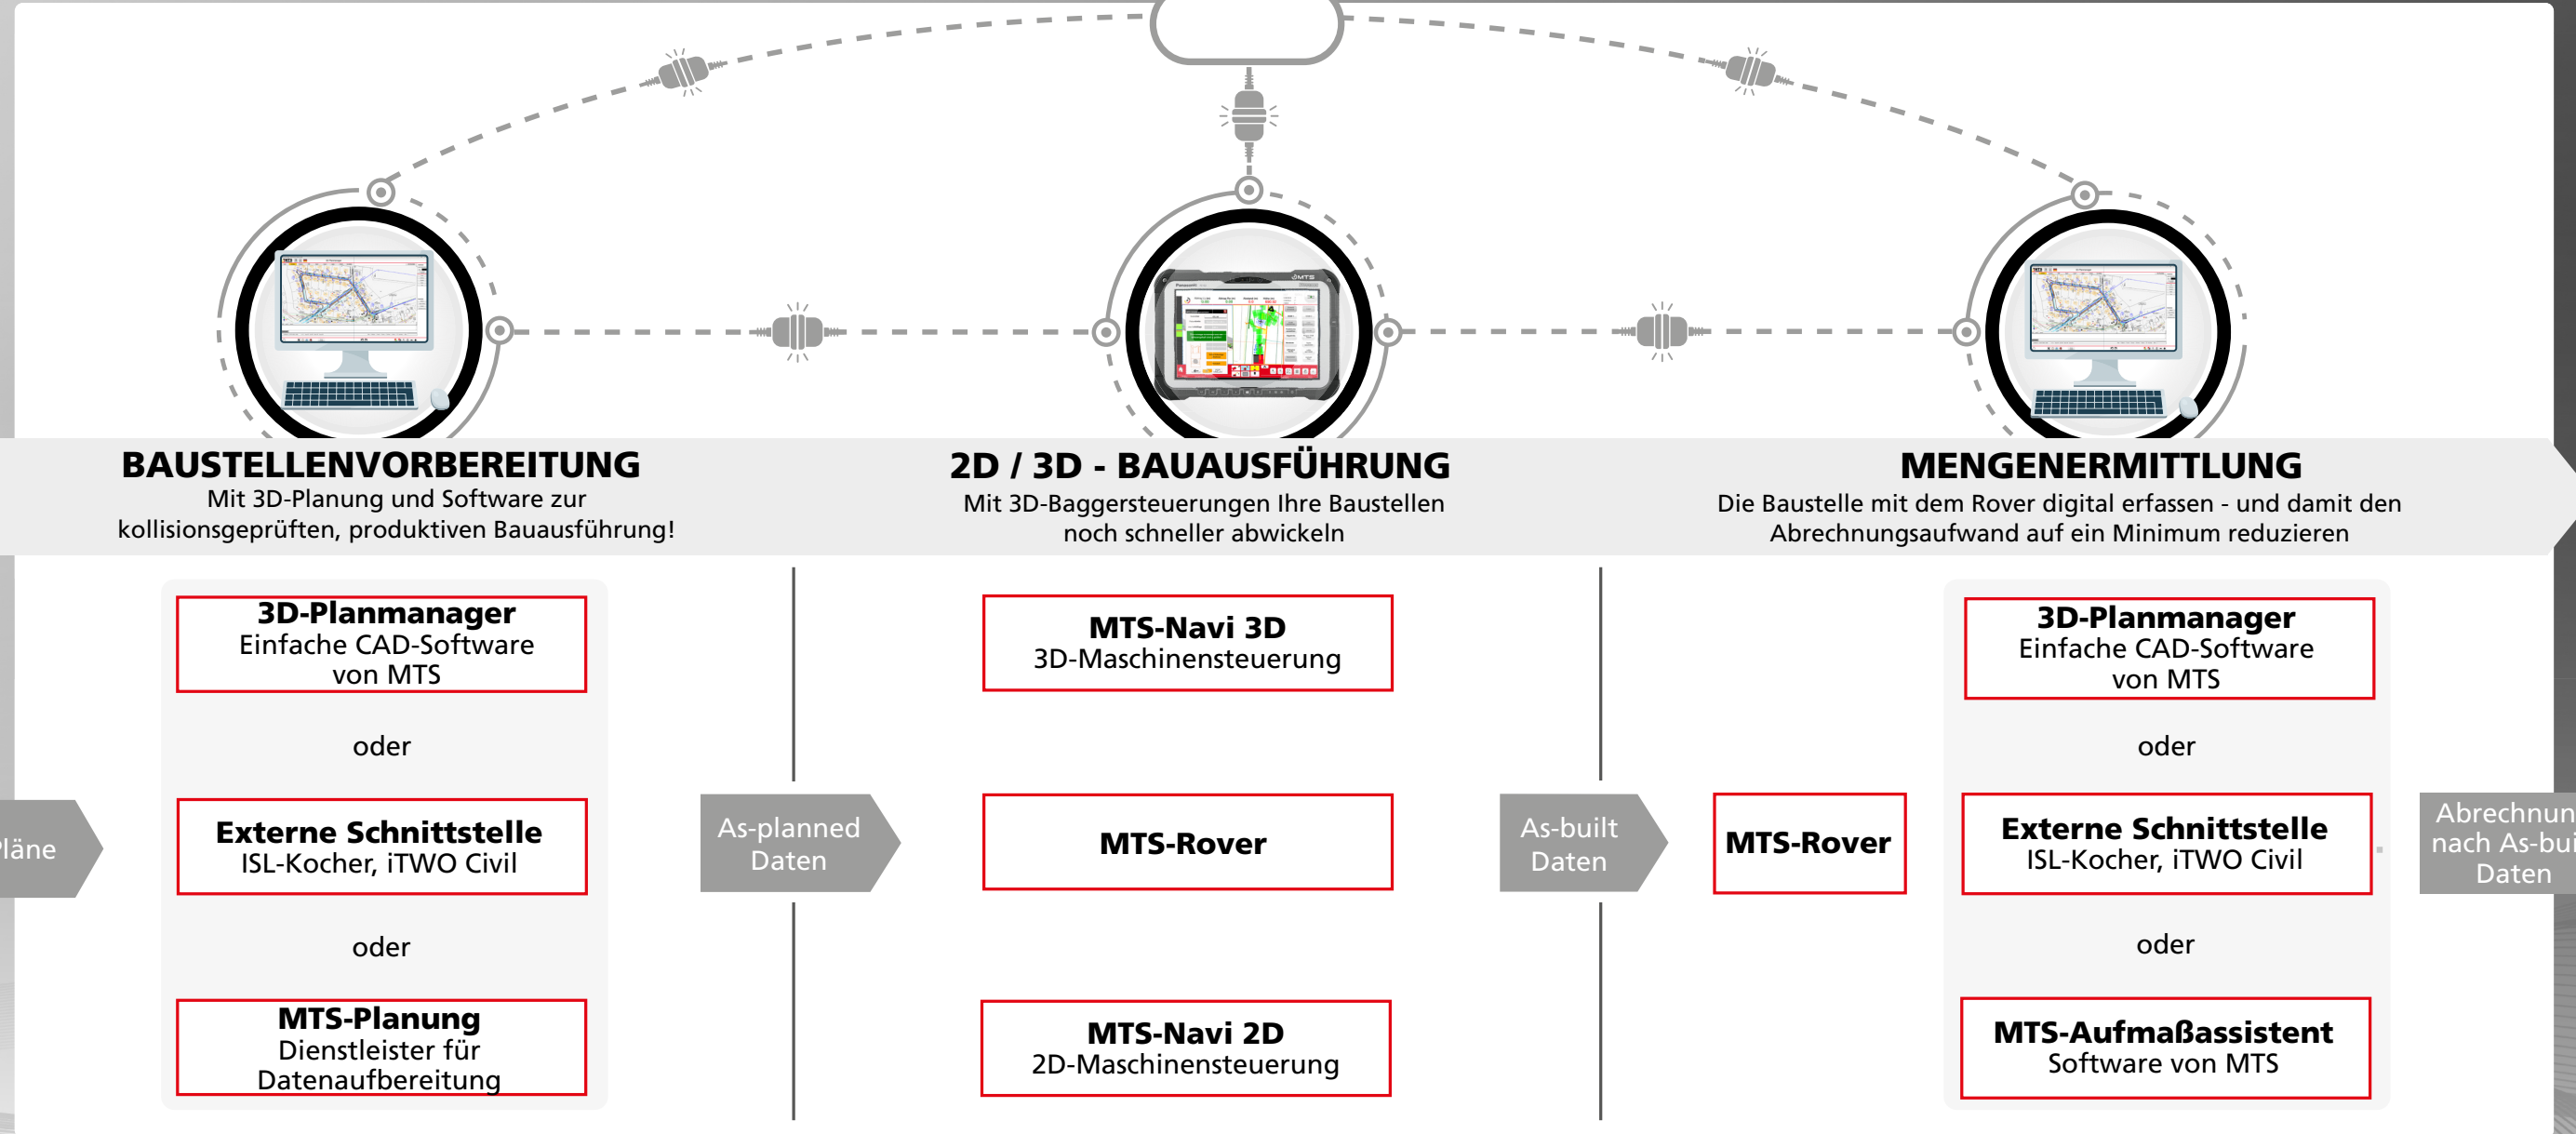 BAUSTELLENVORBEREITUNG
Mit 3D-Planung und Software zur
kollisionsgeprüften, produktiven Bauausführung!
2D / 3D - BAUAUSFÜHRUNG
Mit 3D-Baggersteuerungen Ihre Baustellen
noch schneller abwickeln
MENGENERMITTLUNG
Die Baustelle mit dem Rover digital erfassen - und damit den
Abrechnungsaufwand auf ein Minimum reduzieren
3D-Planmanager
Einfache CAD-Software
von MTS
oder
Externe Schnittstelle
ISL-Kocher, iTWO Civil
oder
MTS-Planung
Dienstleister für
Datenaufbereitung
As-planned
Daten
MTS-Navi 3D
3D-Maschinensteuerung
MTS-Rover
MTS-Navi 2D
2D-Maschinensteuerung
As-built
Daten
MTS-Rover
3D-Planmanager
Einfache CAD-Software
von MTS
oder
Externe Schnittstelle
ISL-Kocher, iTWO Civil
oder
MTS-Aufmaßassistent
Software von MTS
Abrechnun
nach As-bui
Daten